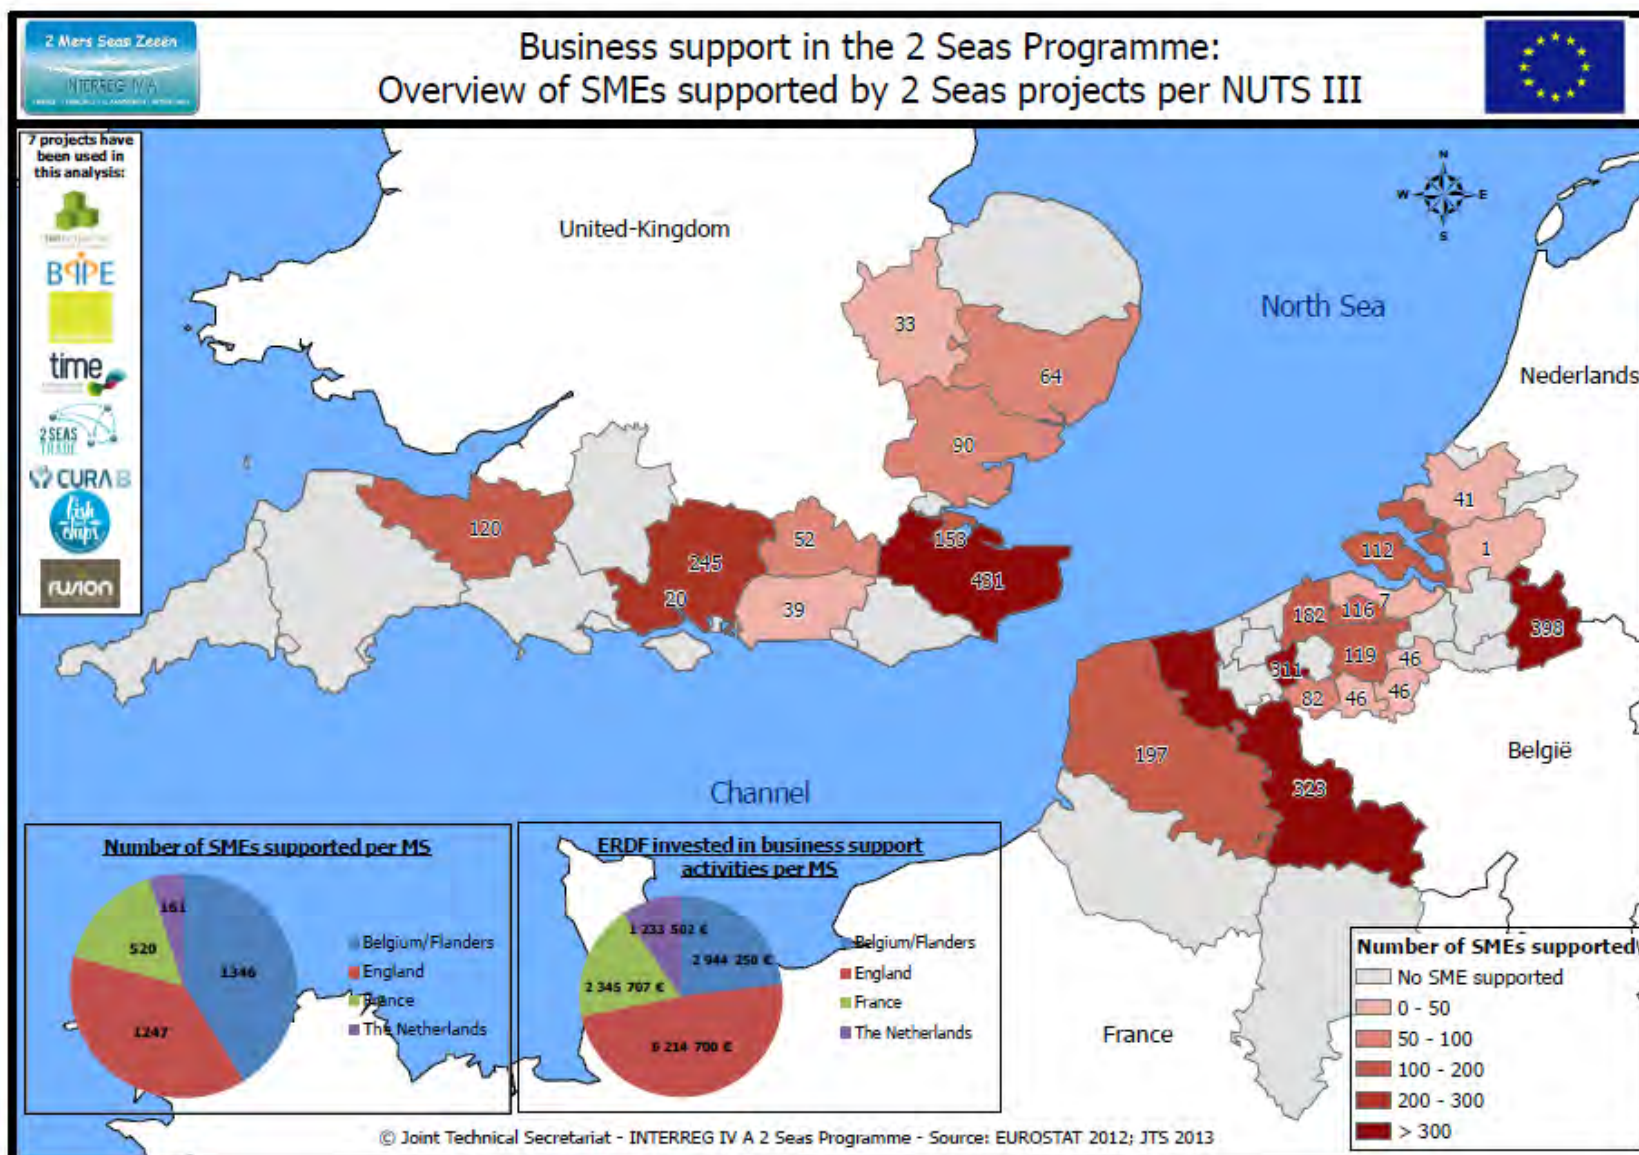 2 Mers Seas Zeeën
INTERREG IV A
Business support in the 2 Seas Programme:
Overview of SMEs supported by 2 Seas projects per NUTS III
7 projects have
been used in
this analysis:
time
2 SEAS
TRADE
CURA B
fish
chips
fusion
United-Kingdom
North Sea
Nederlands
België
France
Channel
N
W
E
S
33
64
90
120
245
20
52
39
153
481
41
112
1
7
182
116
398
311
119
46
82
46
46
197
323
Number of SMEs supported per MS
161
520
1346
1247
Belgium/Flanders
England
France
The Netherlands
ERDF invested in business support
activities per MS
1 233 502 €
2 944 250 €
2 345 707 €
6 214 700 €
Belgium/Flanders
England
France
The Netherlands
Number of SMEs supported
No SME supported
0 - 50
50 - 100
100 - 200
200 - 300
> 300
© Joint Technical Secretariat - INTERREG IV A 2 Seas Programme - Source: EUROSTAT 2012; JTS 2013